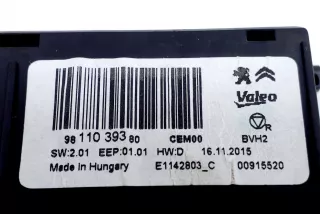 Valeo
R
98 110 393 80 CEM00 BVH2
SW:2.01 EEP:01.01 HW:D 16.11.2015
Made in Hungary E1142803_C 00915520